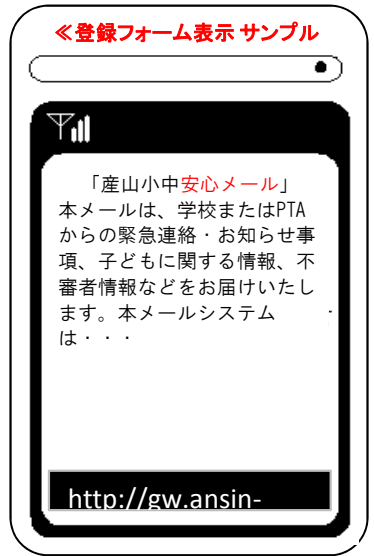 ≪登録フォーム表示 サンプル
「産山小中安心メール」
本メールは、学校またはPTA
からの緊急連絡・お知らせ事
項、子どもに関する情報、不
審者情報などをお届けいたし
ます。本メールシステム
は・・・
http://gw.ansin-